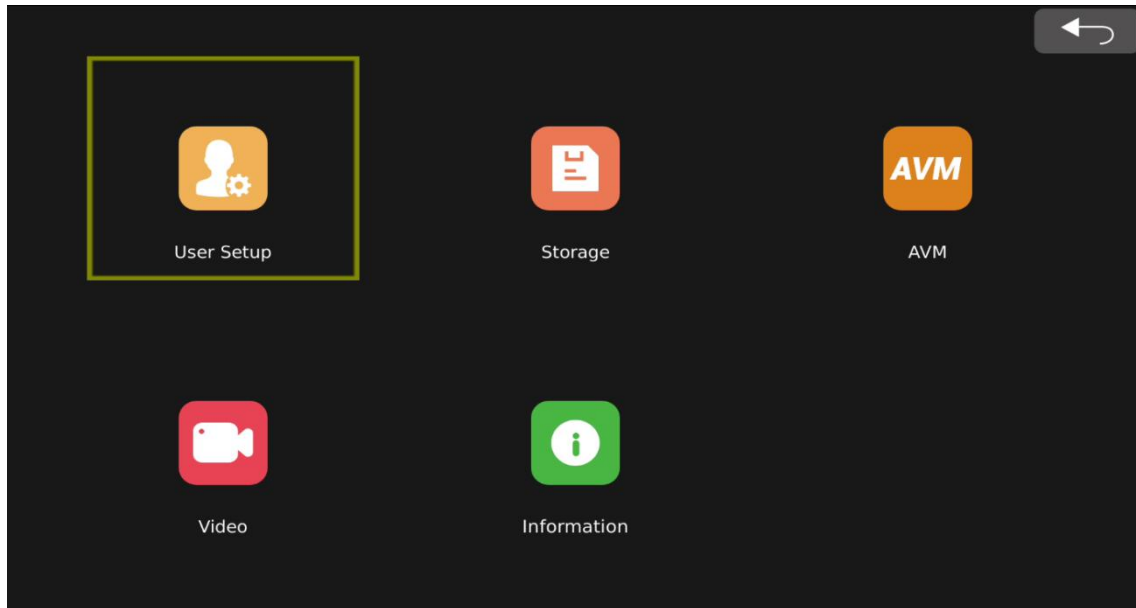 User Setup
Storage
AVM
AVM
Video
Information